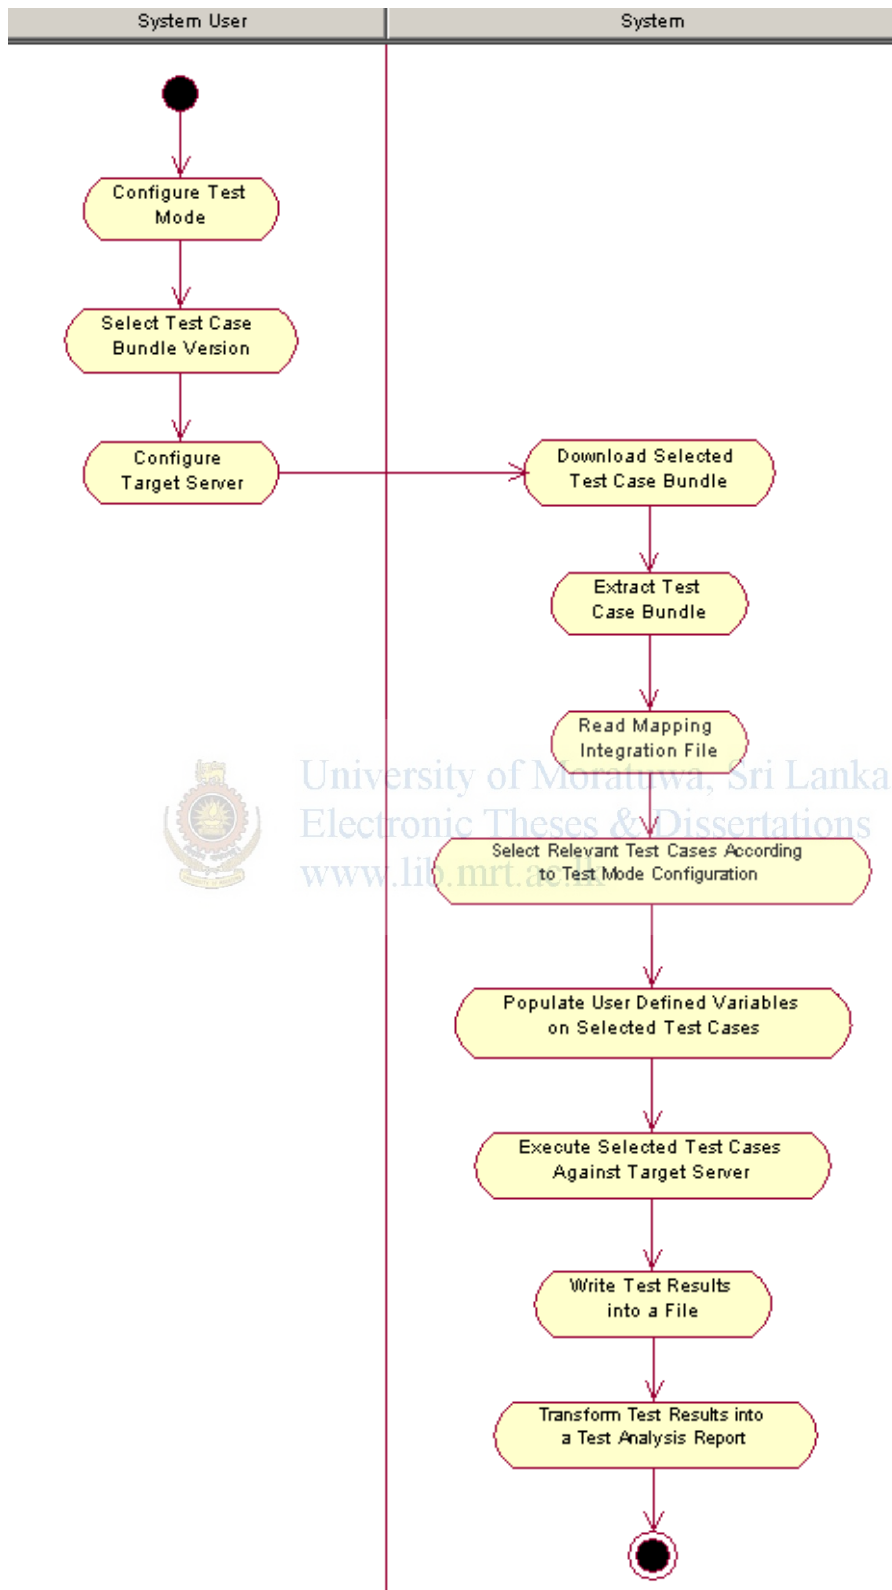 System User
System
Configure Test
Mode
Select Test Case
Bundle Version
Configure
Target Server
Download Selected
Test Case Bundle
Extract Test
Case Bundle
Read Mapping
Integration File
University of Moratuwa, Sri Lanka
Electronic Theses & Dissertations
www.lib.mrt.ac.lk
Select Relevant Test Cases According
to Test Mode Configuration
Populate User Defined Variables
on Selected Test Cases
Execute Selected Test Cases
Against Target Server
Write Test Results
into a File
Transform Test Results into
a Test Analysis Report